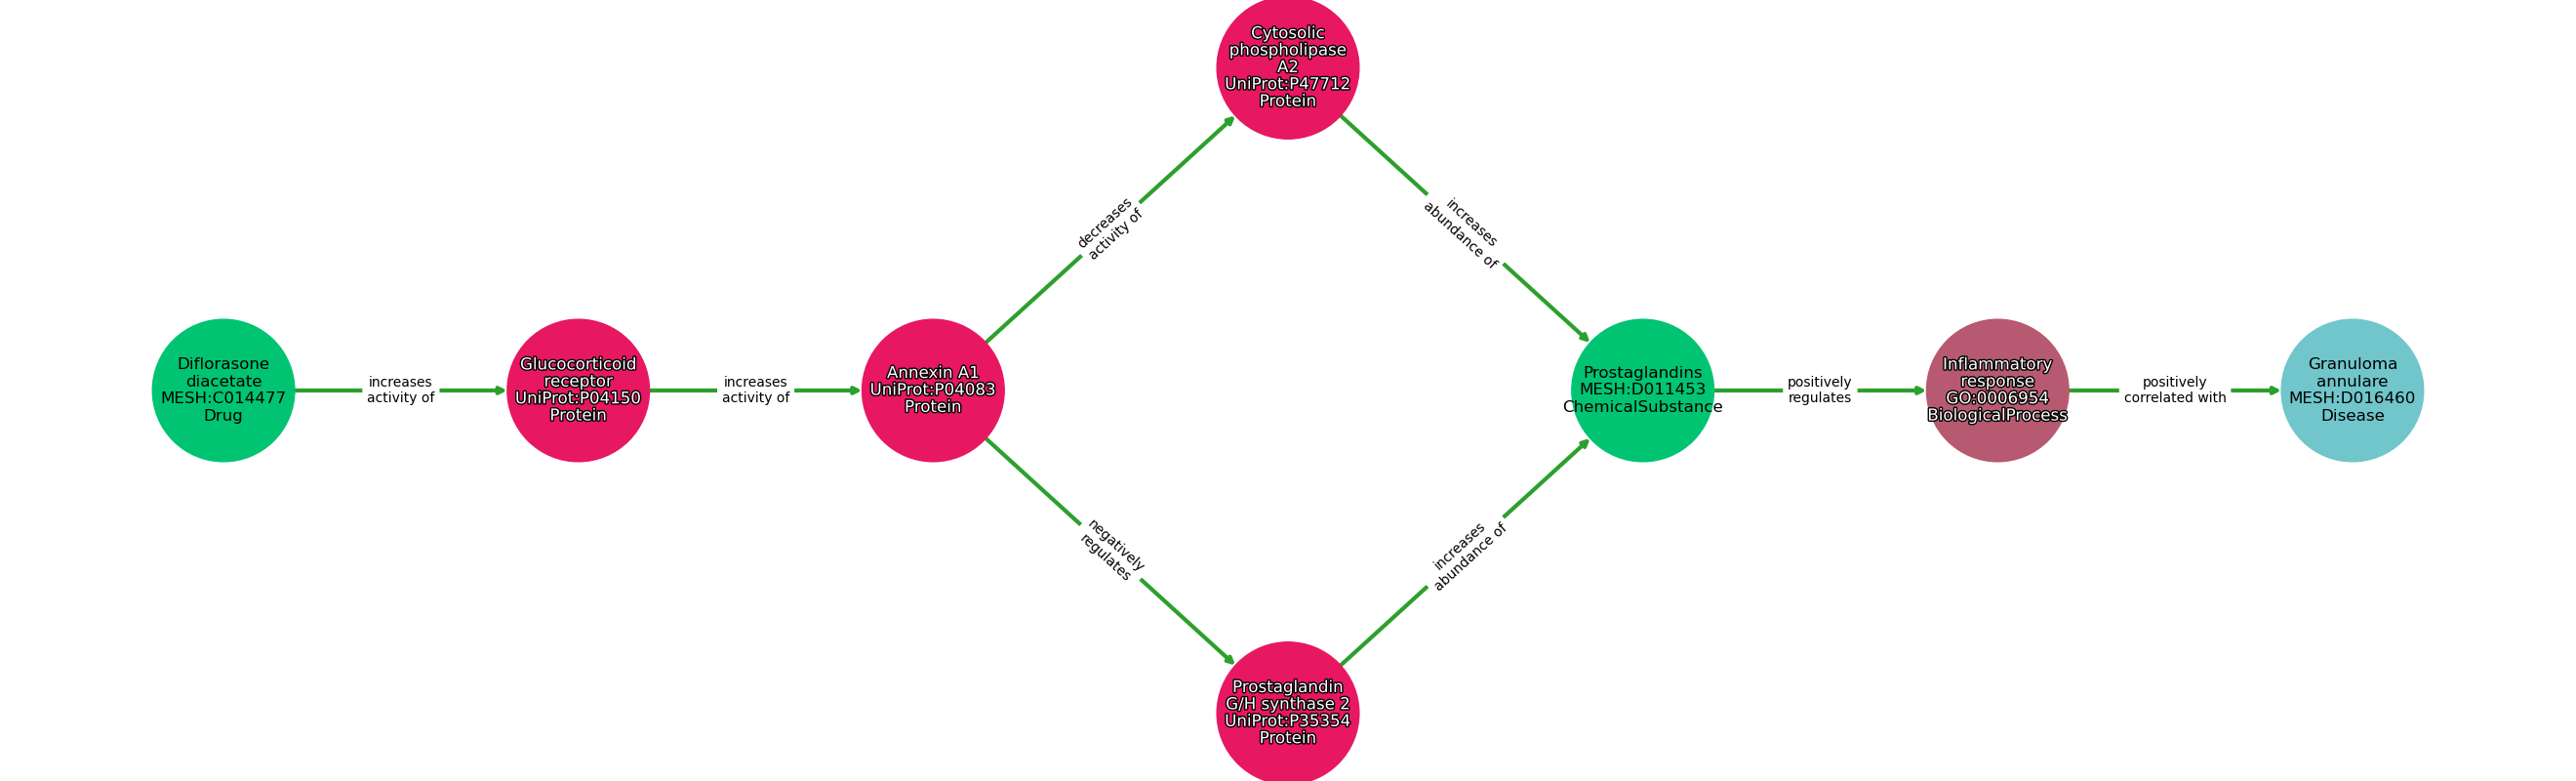 Cytosolic
phospholipase
A2
UniProt:P47712
Protein
decreases
activity of
increases
abundance of
Diflorasone
diacetate
MESH:C014477
Drug
increases
activity of
Glucocorticoid
receptor
UniProt:P04150
Protein
increases
activity of
Annexin A1
UniProt:P04083
Protein
Prostaglandins
MESH:D011453
ChemicalSubstance
positively
regulates
Inflammatory
response
GO:0006954
BiologicalProcess
positively
correlated with
Granuloma
annulare
MESH:D016460
Disease
negatively
regulates
increases
abundance of
Prostaglandin
G/H synthase 2
UniProt:P35354
Protein